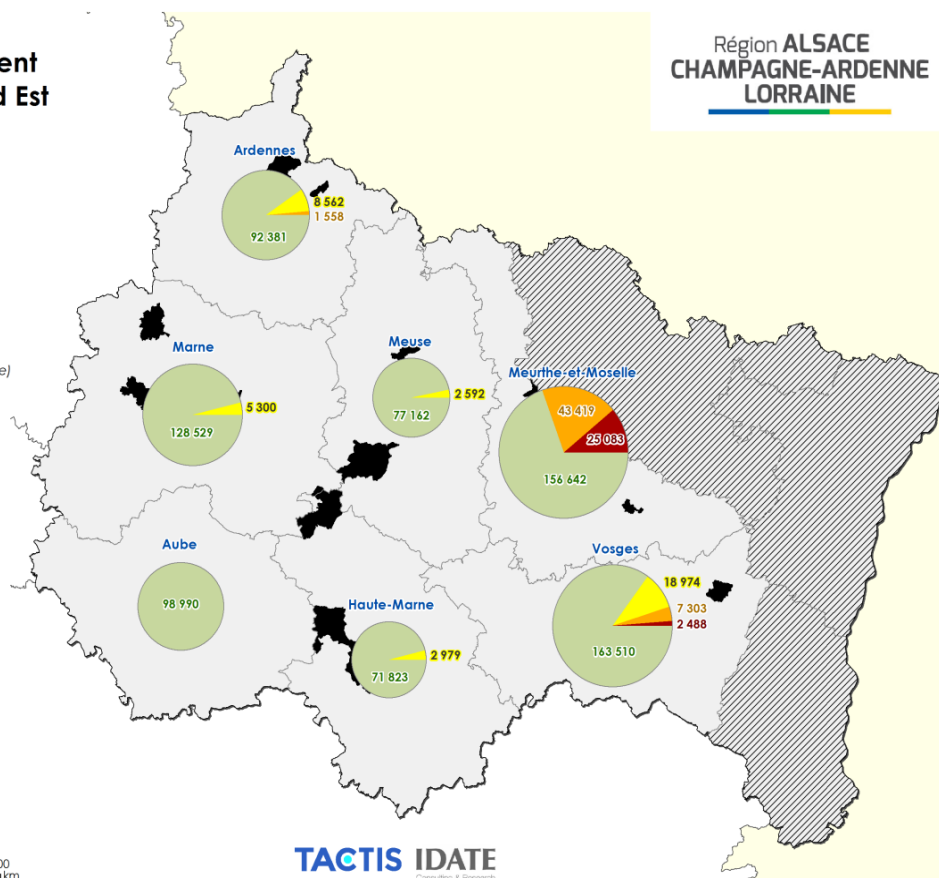 ent
d Est
Région ALSACE
CHAMPAGNE-ARDENNE
LORRAINE
Ardennes
8 562
1 558
92 381
Marne
5 300
128 529
e)
Meuse
2 592
77 162
Meurthe-et-Moselle
43 419
25 083
156 642
Aube
98 990
Haute-Marne
2 979
71 823
Vosges
18 974
7 303
2 488
163 510
00
km
TACTIS IDATE
Consulting & Research